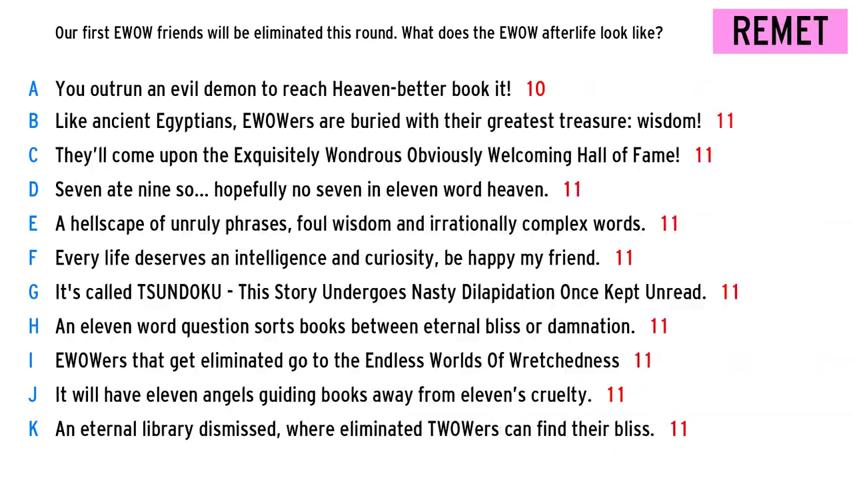 Our first EWOW friends will be eliminated this round. What does the EWOW afterlife look like?
REMET
A You outrun an evil demon to reach Heaven-better book it! 10
B Like ancient Egyptians, EWOWers are buried with their greatest treasure: wisdom! 11
C They'll come upon the Exquisitely Wondrous Obviously Welcoming Hall of Fame! 11
D Seven ate nine so... hopefully no seven in eleven word heaven. 11
E A hellscape of unruly phrases, foul wisdom and irrationally complex words. 11
F Every life deserves an intelligence and curiosity, be happy my friend. 11
G It's called TSUNDOKU - This Story Undergoes Nasty Dilapidation Once Kept Unread. 11
H An eleven word question sorts books between eternal bliss or damnation. 11
I EWOWers that get eliminated go to the Endless Worlds Of Wretchedness 11
J It will have eleven angels guiding books away from eleven's cruelty. 11
K An eternal library dismissed, where eliminated TWOWers can find their bliss. 11